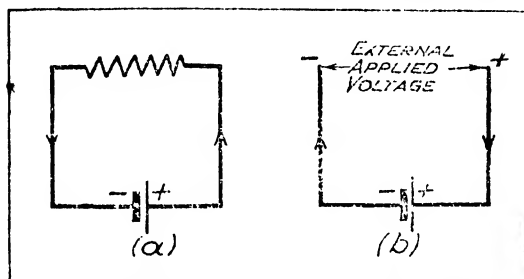 - EXTERNAL +
APPLIED
VOLTAGE
- +
- +
(a)
(b)